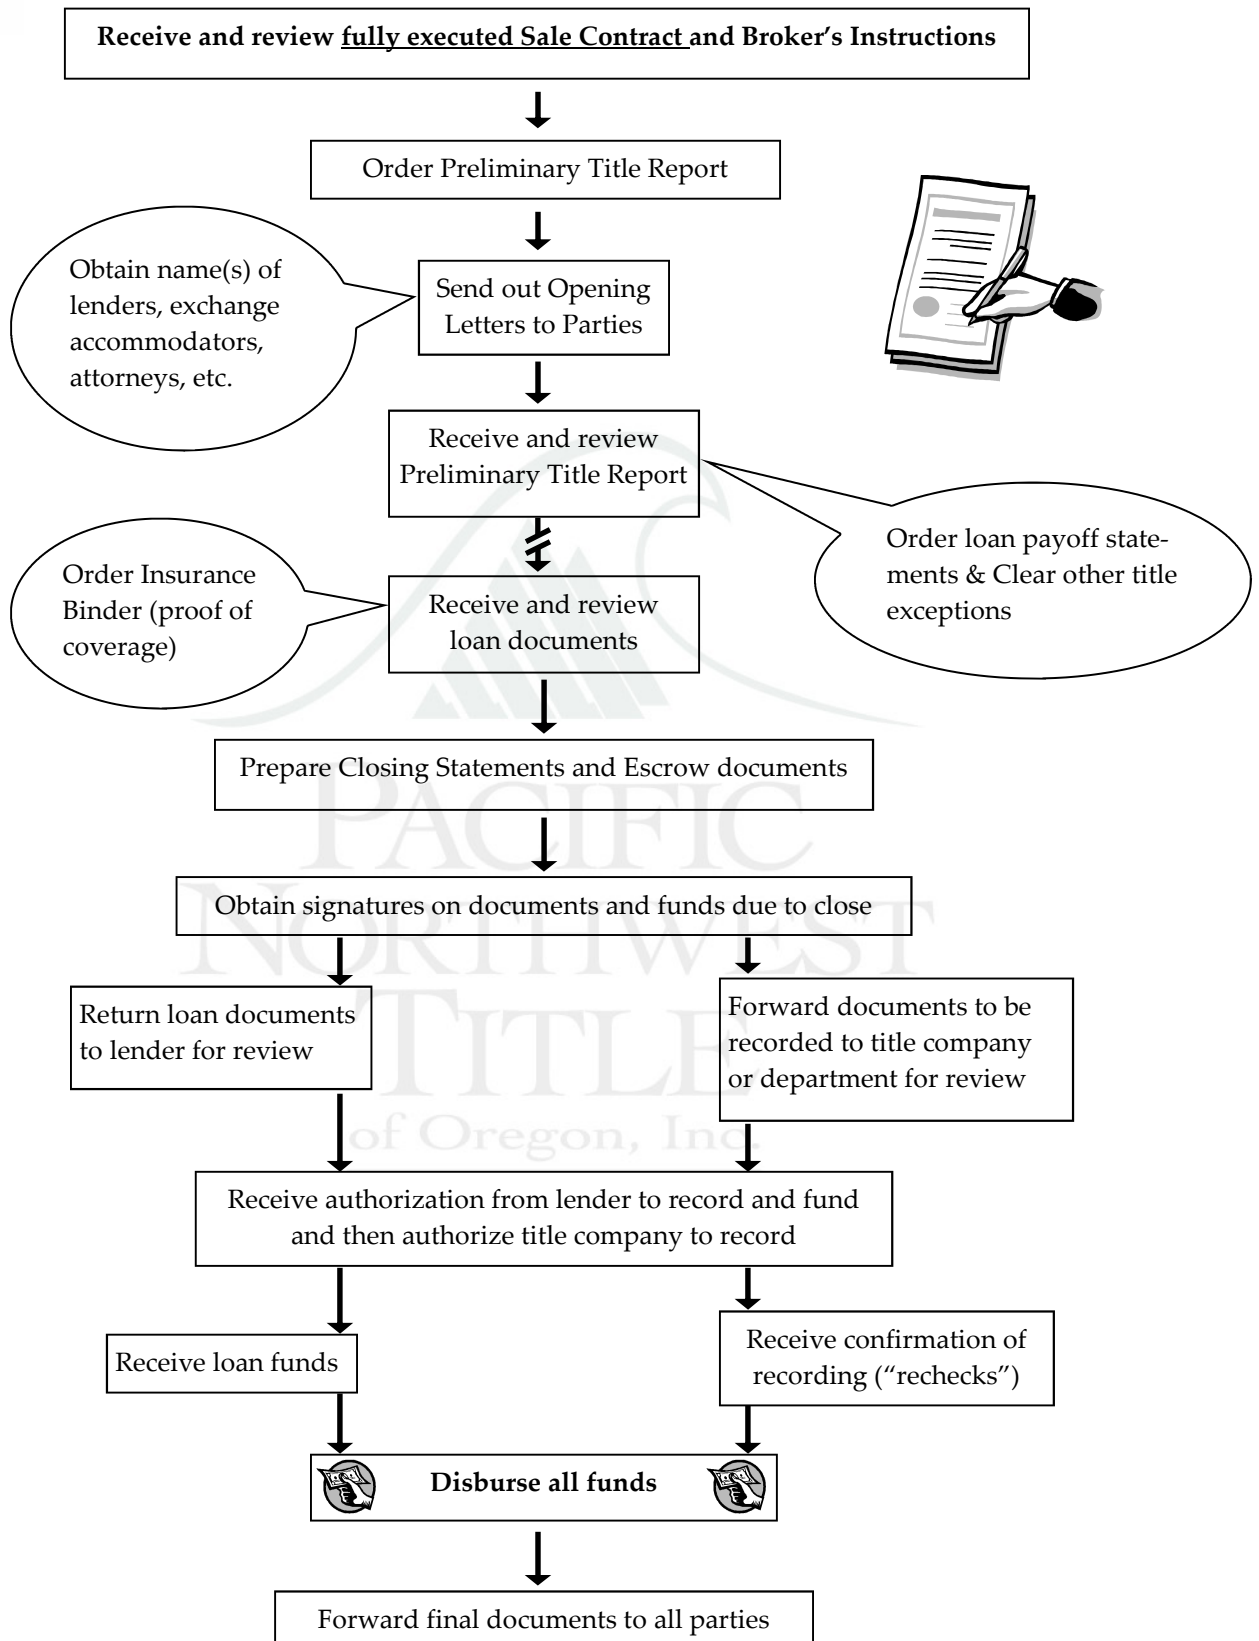 Receive and review fully executed Sale Contract and Broker’s Instructions
Order Preliminary Title Report
Obtain name(s) of
lenders, exchange
accommodators,
attorneys, etc.
Send out Opening
Letters to Parties
Receive and review
Preliminary Title Report
Order loan payoff state-
ments & Clear other title
exceptions
Order Insurance
Binder (proof of
coverage)
Receive and review
loan documents
Prepare Closing Statements and Escrow documents
Obtain signatures on documents and funds due to close
Return loan documents
to lender for review
Forward documents to be
recorded to title company
or department for review
Receive authorization from lender to record and fund
and then authorize title company to record
Receive loan funds
Receive confirmation of
recording (“rechecks”)
Disburse all funds
Forward final documents to all parties
PACIFIC
NORTHWEST
TITLE
of Oregon, Inc.